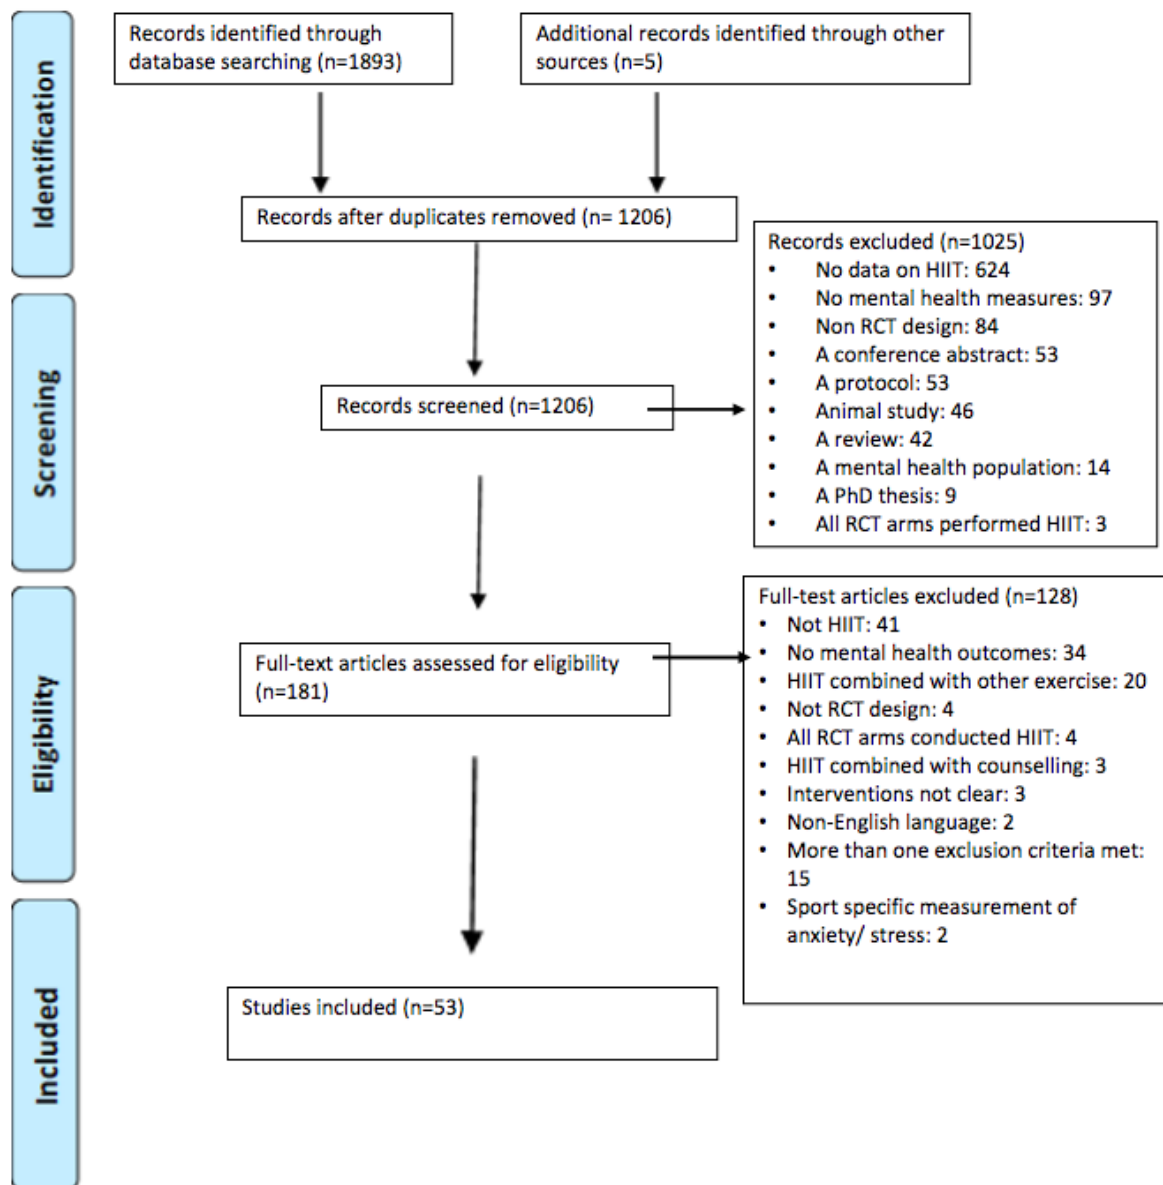 Identification
Records identified through
database searching (n=1893)
Additional records identified through other
sources (n=5)
Records after duplicates removed (n= 1206)
Screening
Records screened (n=1206)
Records excluded (n=1025)
• No data on HIIT: 624
• No mental health measures: 97
• Non RCT design: 84
• A conference abstract: 53
• A protocol: 53
• Animal study: 46
• A review: 42
• A mental health population: 14
• A PhD thesis: 9
• All RCT arms performed HIIT: 3
Eligibility
Full-text articles assessed for eligibility
(n=181)
Full-test articles excluded (n=128)
• Not HIIT: 41
• No mental health outcomes: 34
• HIIT combined with other exercise: 20
• Not RCT design: 4
• All RCT arms conducted HIIT: 4
• HIIT combined with counselling: 3
• Interventions not clear: 3
• Non-English language: 2
• More than one exclusion criteria met:
15
• Sport specific measurement of
anxiety/ stress: 2
Included
Studies included (n=53)